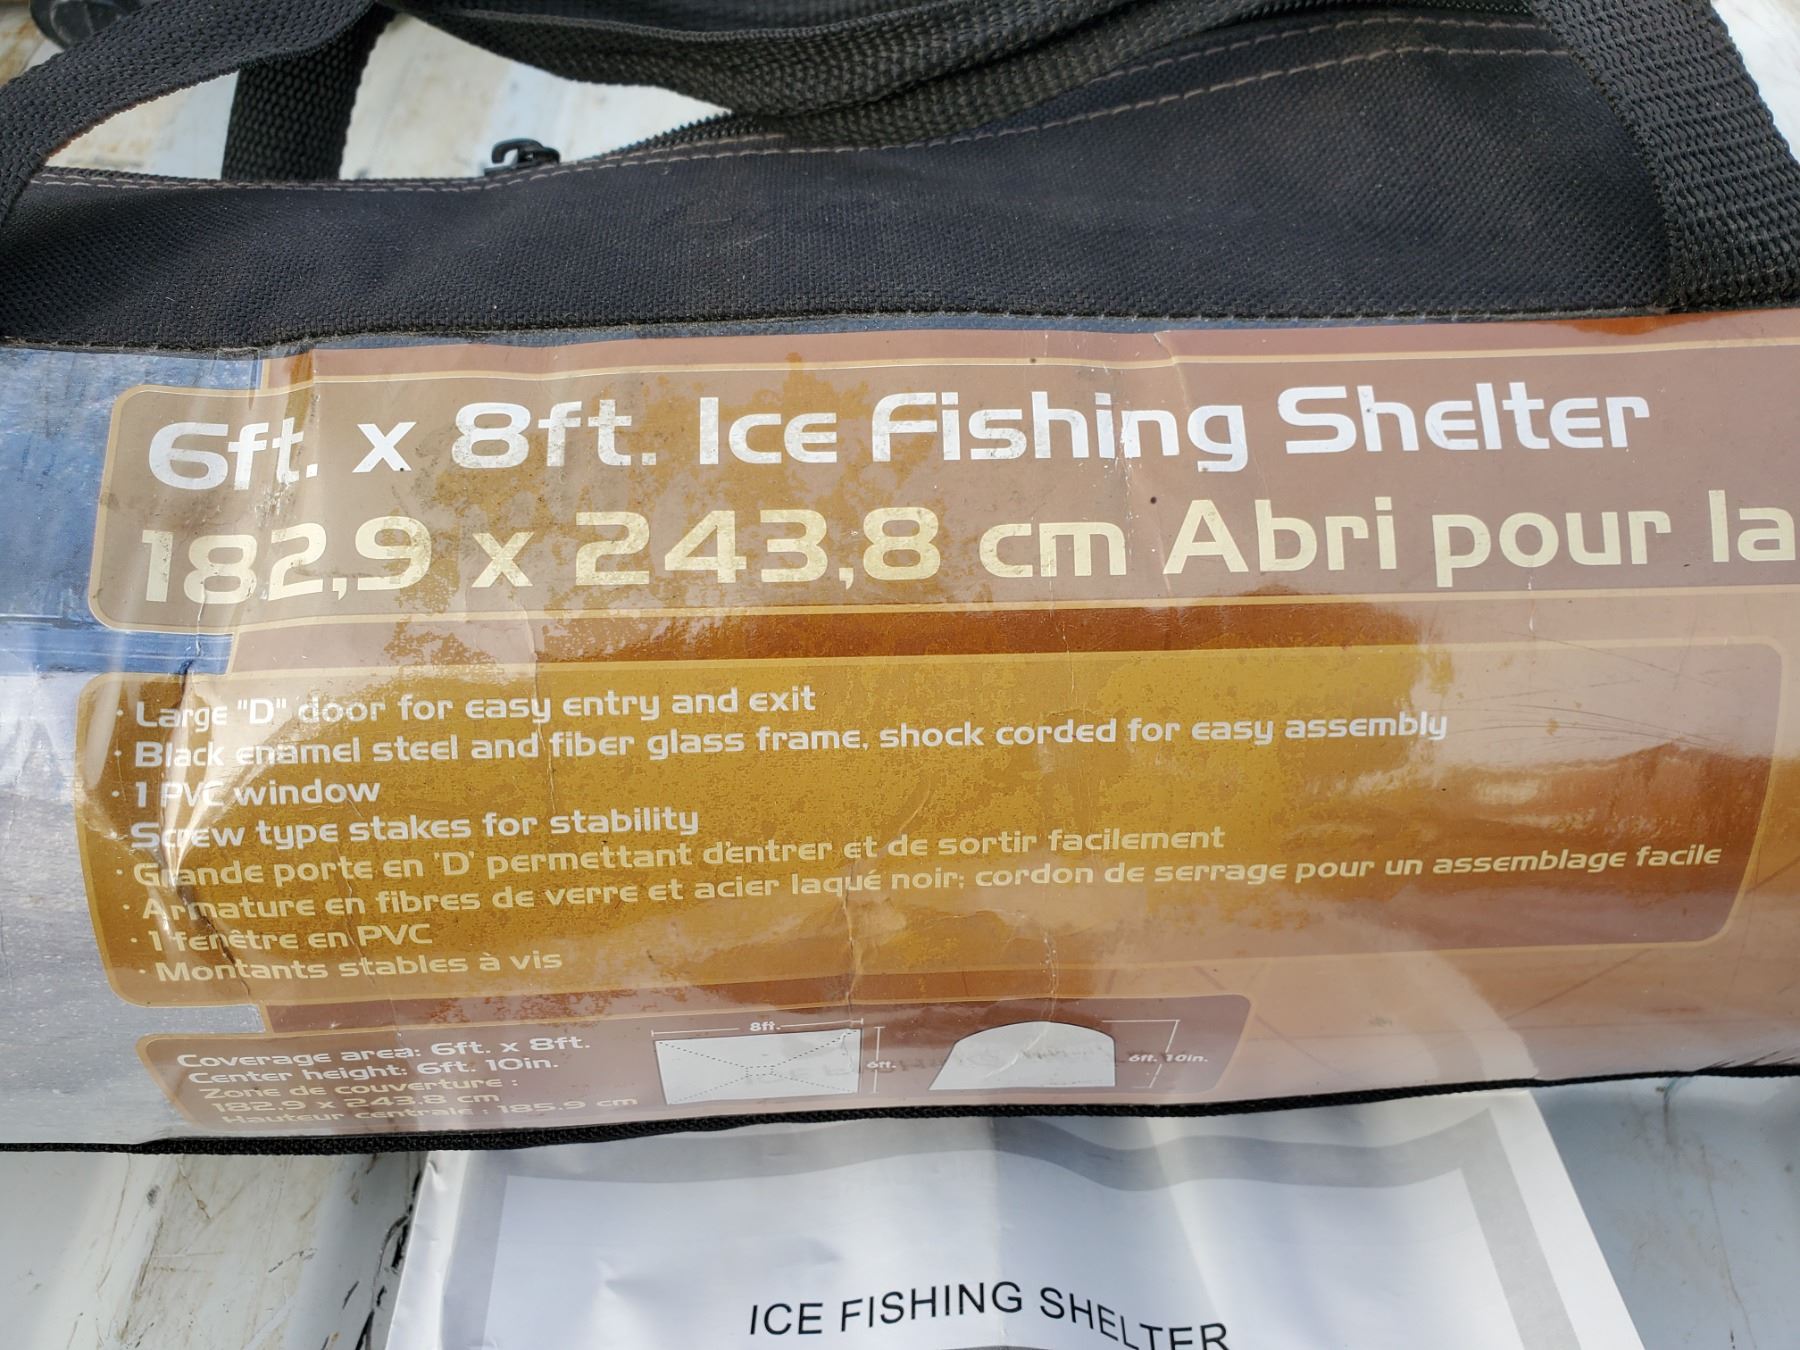 6ft. x 8ft. Ice Fishing Shelter
182,9 x 243,8 cm Abri pour la
· Large "D" door for easy entry and exit
· Black enamel steel and fiber glass frame, shock corded for easy assembly
· 1 PVC window
· Screw type stakes for stability
· Grande porte en 'D' permettant d'entrer et de sortir facilement
· Armature en fibres de verre et acier laqué noir; cordon de serrage pour un assemblage facile
· 1 fenêtre en PVC
· Montants stables à vis
Coverage area: 6ft. x 8ft.
Center height: 6ft. 10in.
Zone de couverture :
182.9 x 243.8 cm
Hauteur centrale : 185.9 cm
8ft.
6ft.
6ft. 10in.
ICE FISHING SHELTER